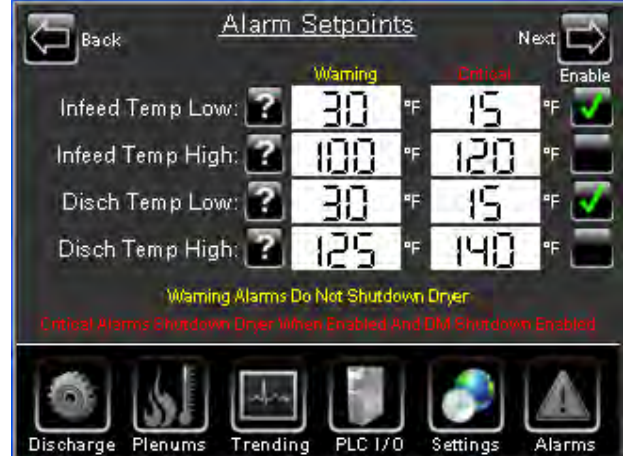 Back Alarm Setpoints Next
Warning Critical Enable
Infeed Temp Low: ? 30 °F 15 °F
Infeed Temp High: ? 100 °F 120 °F
Disch Temp Low: ? 30 °F 15 °F
Disch Temp High: ? 125 °F 140 °F
Warning Alarms Do Not Shutdown Dryer
Critical Alarms Shutdown Dryer When Enabled And DM Shutdown Enabled
Discharge Plenums Trending PLC I/O Settings Alarms